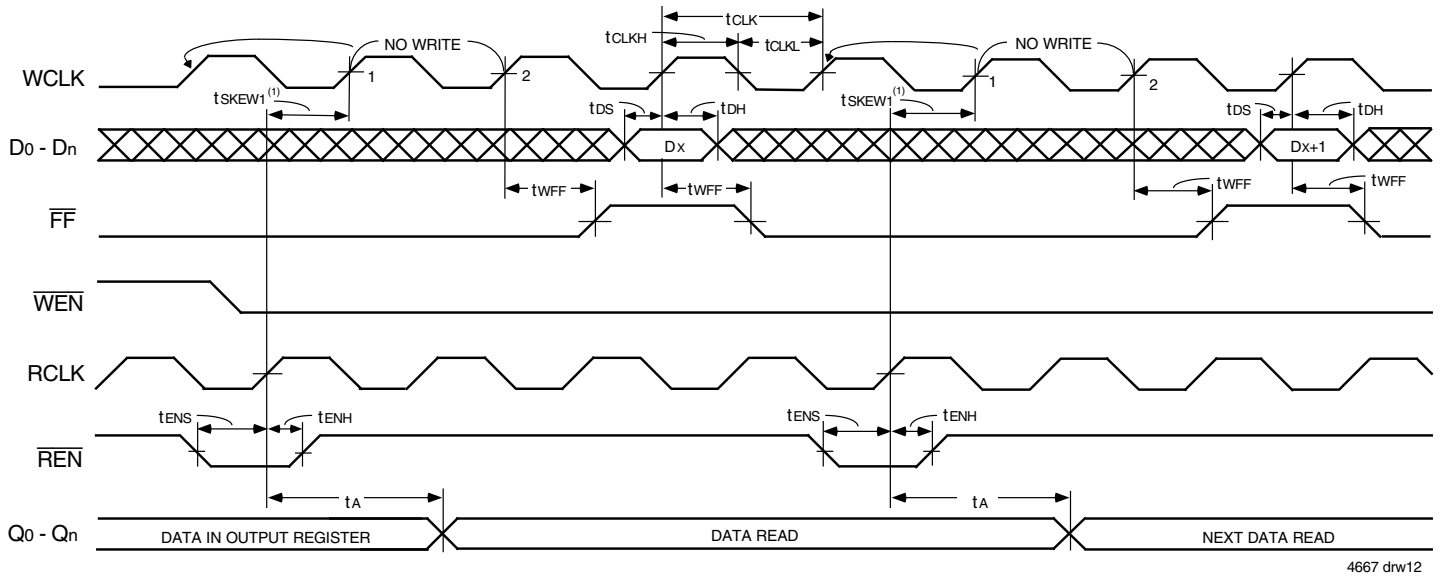 tCLK
tCLKH
tCLKL
NO WRITE
NO WRITE
WCLK
1
2
1
2
tSKEW1(1)
tDS
tDH
tSKEW1(1)
tDS
tDH
D0 - Dn
Dx
Dx+1
tWFF
tWFF
tWFF
tWFF
FF
WEN
RCLK
tENS
tENH
tENS
tENH
REN
tA
tA
Q0 - Qn
DATA IN OUTPUT REGISTER
DATA READ
NEXT DATA READ
4667 drw12